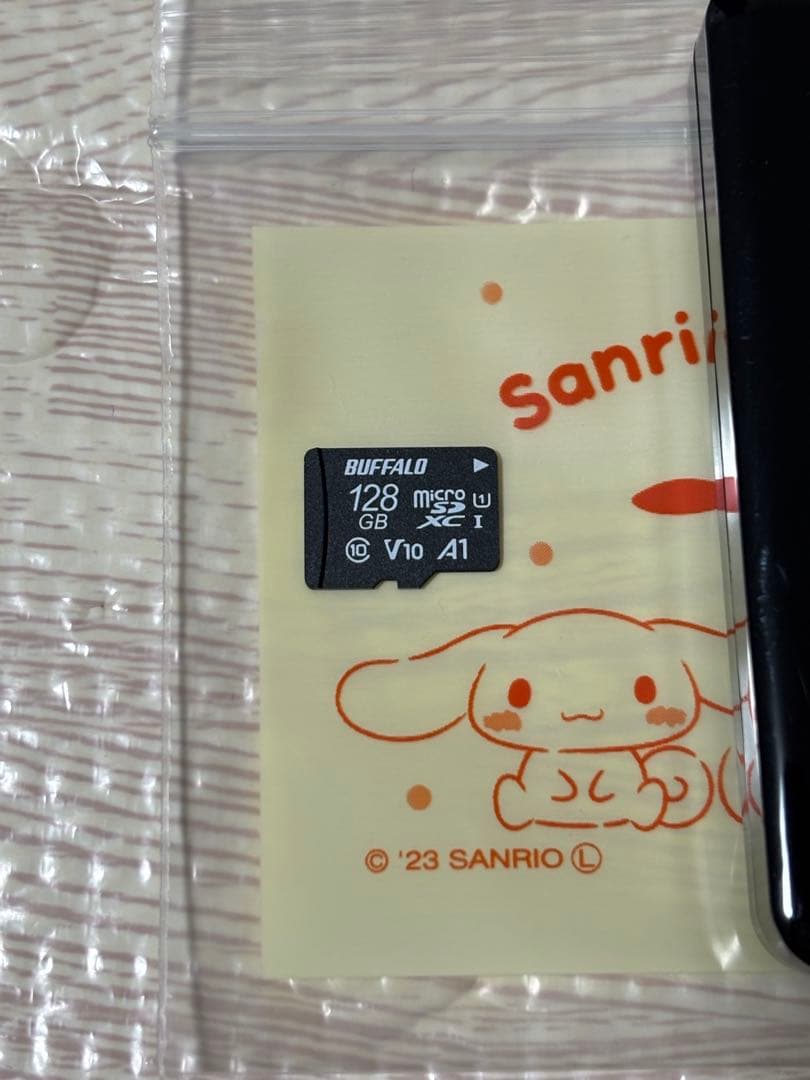 Sanri
BUFFALO
128 micro SD XC I U1
GB
10 V10 A1
© '23 SANRIO L